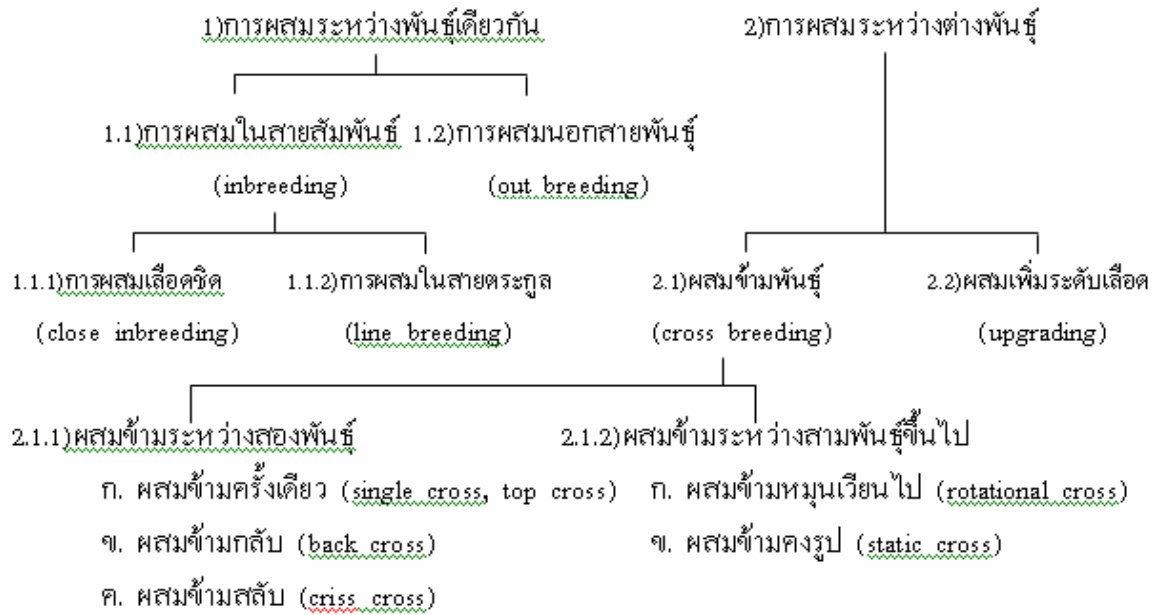 1)การผสมระหว่างพันธุ์เดียวกัน 2)การผสมระหว่างต่างพันธุ์
1.1)การผสมในสายสัมพันธ์ 1.2)การผสมนอกสายพันธุ์
(inbreeding) (out breeding)
1.1.1)การผสมเลือดชิด 1.1.2)การผสมในสายตระกูล 2.1)ผสมข้ามพันธุ์ 2.2)ผสมเพิ่มระดับเลือด
(close inbreeding) (line breeding) (cross breeding) (upgrading)
2.1.1)ผสมข้ามระหว่างสองพันธุ์ 2.1.2)ผสมข้ามระหว่างสามพันธุ์ขึ้นไป
ก. ผสมข้ามครั้งเดียว (single cross, top cross) ก. ผสมข้ามหมุนเวียนไป (rotational cross)
ข. ผสมข้ามกลับ (back cross) ข. ผสมข้ามคงรูป (static cross)
ค. ผสมข้ามสลับ (criss cross)